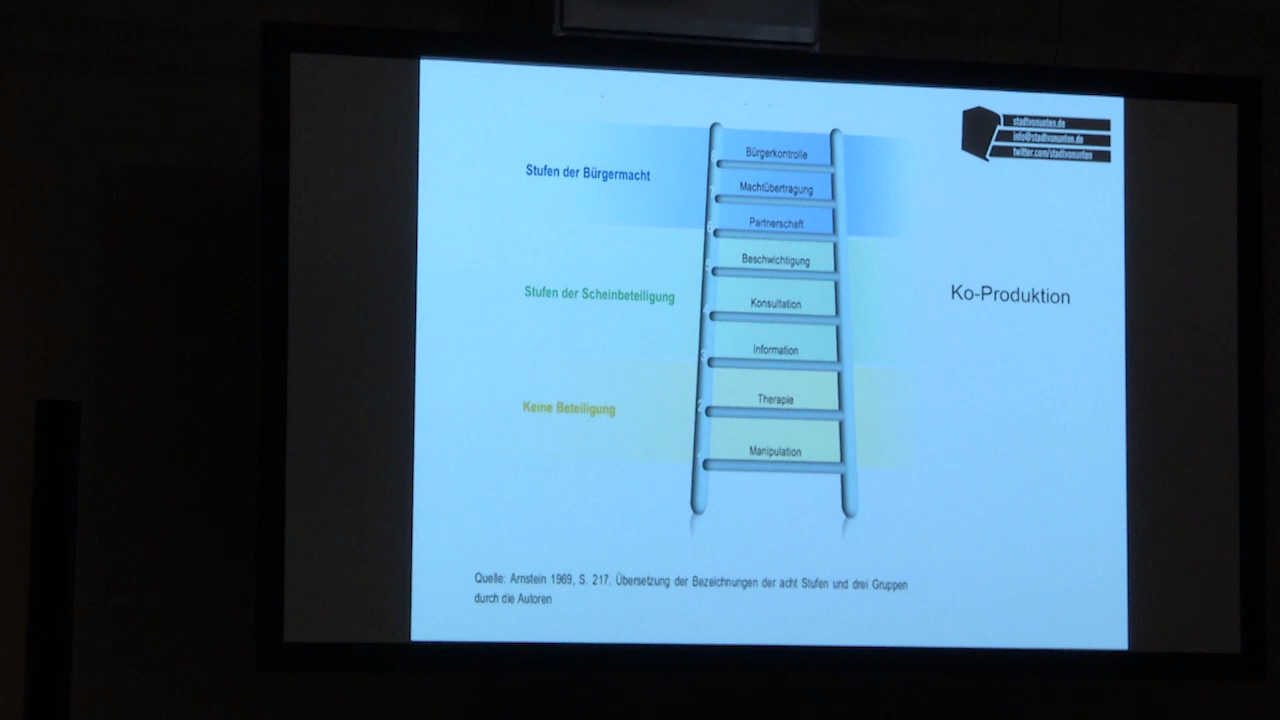 stadtvonunten.de
info@stadtvonunten.de
twitter.com/stadtvonunten
Stufen der Bürgermacht
Bürgerkontrolle
Machtübertragung
Partnerschaft
Stufen der Scheinbeteiligung
Beschwichtigung
Konsultation
Information
Ko-Produktion
Keine Beteiligung
Therapie
Manipulation
Quelle: Arnstein 1969, S. 217. Übersetzung der Bezeichnungen der acht Stufen und drei Gruppen
durch die Autoren